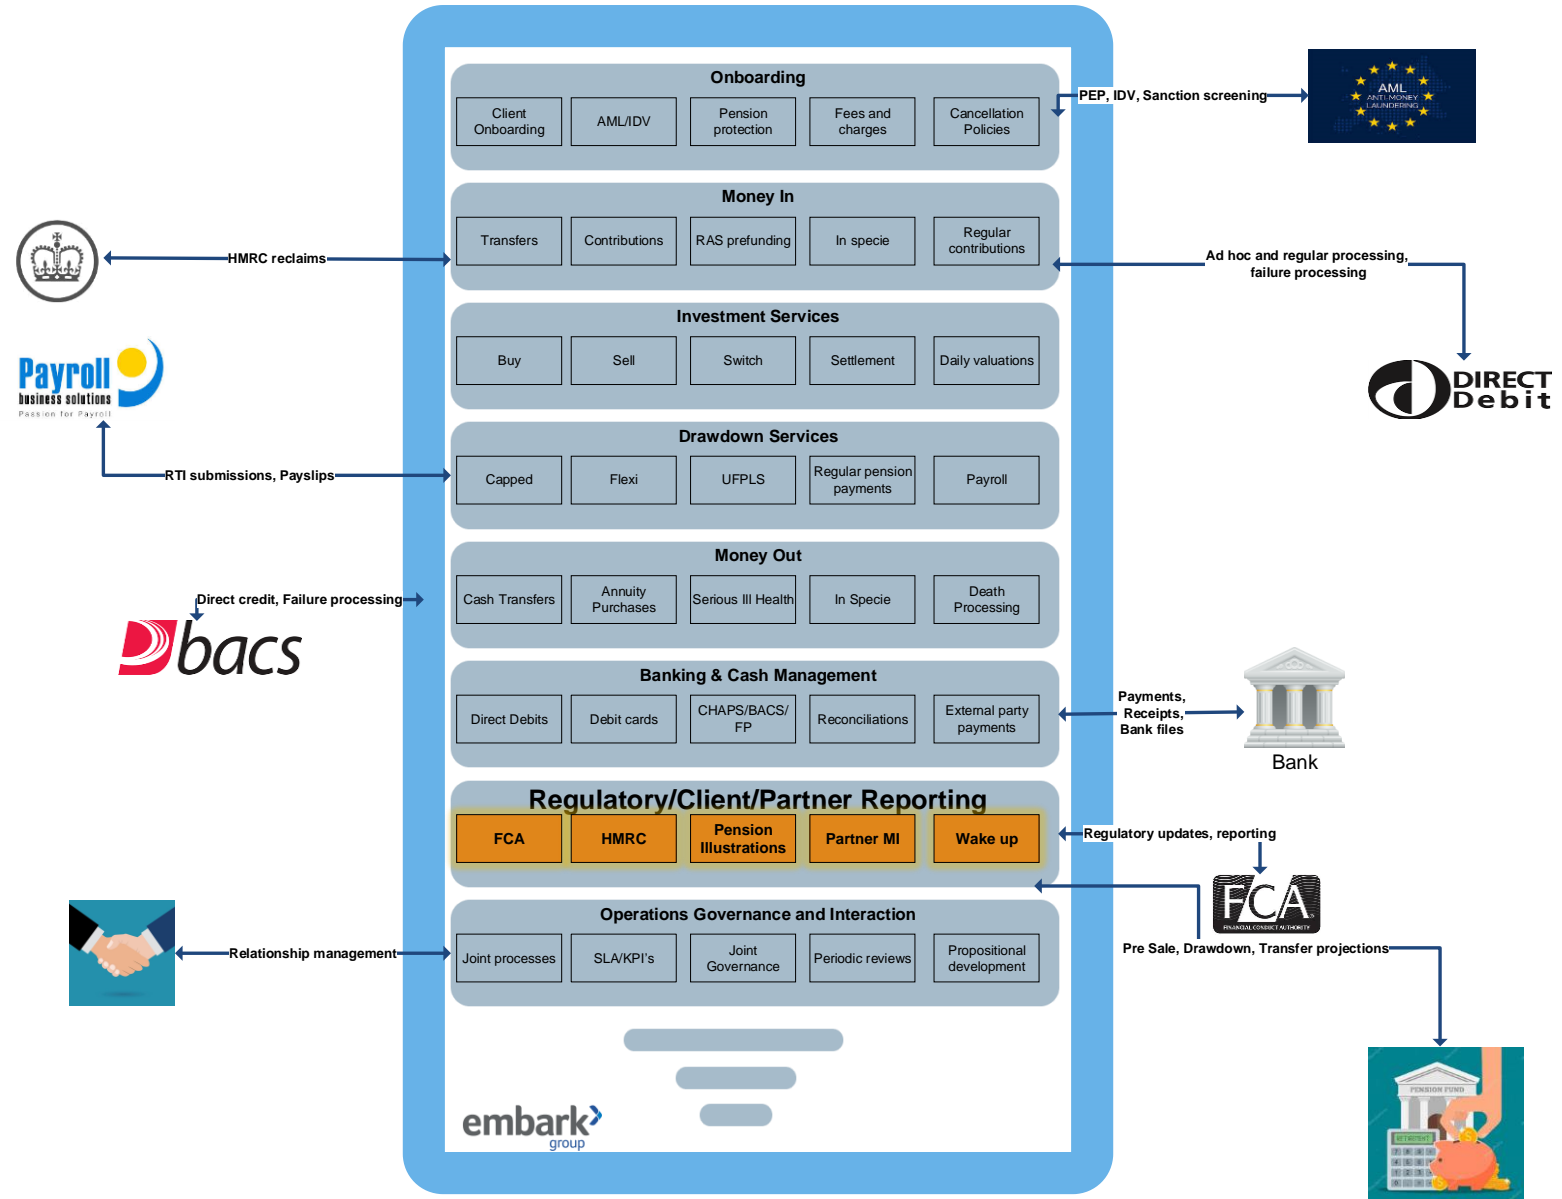 Onboarding
Client
Onboarding
AML/IDV
Pension
protection
Fees and
charges
Cancellation
Policies
PEP, IDV, Sanction screening
AML
ANTI-MONEY
LAUNDERING
Money In
Transfers
Contributions
RAS prefunding
In specie
Regular
contributions
HMRC reclaims
Ad hoc and regular processing,
failure processing
Investment Services
Buy
Sell
Switch
Settlement
Daily valuations
Payroll
business solutions
Passion for Payroll
DIRECT
Debit
Drawdown Services
Capped
Flexi
UFPLS
Regular pension
payments
Payroll
RTI submissions, Payslips
Money Out
Cash Transfers
Annuity
Purchases
Serious Ill Health
In Specie
Death
Processing
Direct credit, Failure processing
bacs
Banking & Cash Management
Direct Debits
Debit cards
CHAPS/BACS/
FP
Reconciliations
External party
payments
Payments,
Receipts,
Bank files
Bank
Regulatory/Client/Partner Reporting
FCA
HMRC
Pension
Illustrations
Partner MI
Wake up
Regulatory updates, reporting
FCA
FINANCIAL CONDUCT AUTHORITY
Operations Governance and Interaction
Joint processes
SLA/KPI's
Joint
Governance
Periodic reviews
Propositional
development
Relationship management
Pre Sale, Drawdown, Transfer projections
PENSION FUND
RETIREMENT
embark
group